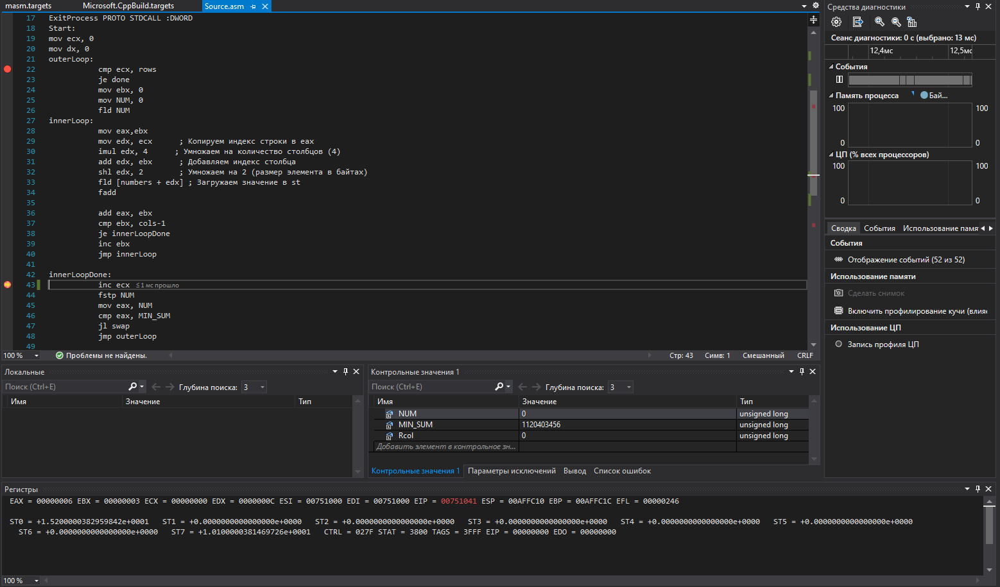 masm.targets Microsoft.CppBuild.targets Source.asm
17 ExitProcess PROTO STDCALL :DWORD
18 Start:
19 mov ecx, 0
20 mov dx, 0
21 outerLoop:
22 cmp ecx, rows
23 je done
24 mov ebx, 0
25 mov NUM, 0
26 fld NUM
27 innerLoop:
28 mov eax,ebx
29 mov edx, ecx ; Копируем индекс строки в eax
30 imul edx, 4 ; Умножаем на количество столбцов (4)
31 add edx, ebx ; Добавляем индекс столбца
32 shl edx, 2 ; Умножаем на 2 (размер элемента в байтах)
33 fld [numbers + edx] ; Загружаем значение в st
34 fadd
35
36 add eax, ebx
37 cmp ebx, cols-1
38 je innerLoopDone
39 inc ebx
40 jmp innerLoop
41
42 innerLoopDone:
43 inc ecx ≤ 1 мс прошло
44 fstp NUM
45 mov eax, NUM
46 cmp eax, MIN_SUM
47 jl swap
48 jmp outerLoop
49
100 % Проблемы не найдены. Стр: 43 Симв: 1 Смешанный CRLF
Средства диагностики
Сеанс диагностики: 0 с (выбрано: 13 мс)
12,4мс 12,5мс
События
Память процесса Бай...
100 100
0 0
ЦП (% всех процессоров)
100 100
0 0
Сводка События Использование памят
События
Отображение событий (52 из 52)
Использование памяти
Сделать снимок
Включить профилирование кучи (влияе
Использование ЦП
Запись профиля ЦП
Локальные
Поиск (Ctrl+E) Глубина поиска: 3
Имя Значение Тип
Контрольные значения 1
Поиск (Ctrl+E) Глубина поиска: 3
Имя Значение Тип
NUM 0 unsigned long
MIN_SUM 1120403456 unsigned long
Rcol 0 unsigned long
Добавить элемент в контрольное зн...
Контрольные значения 1 Параметры исключений Вывод Список ошибок
Регистры
EAX = 00000006 EBX = 00000003 ECX = 00000000 EDX = 0000000C ESI = 00751000 EDI = 00751000 EIP = 00751041 ESP = 00AFFC10 EBP = 00AFFC1C EFL = 00000246
ST0 = +1.5200000382959842e+0001 ST1 = +0.0000000000000000e+0000 ST2 = +0.0000000000000000e+0000 ST3 = +0.0000000000000000e+0000 ST4 = +0.0000000000000000e+0000 ST5 = +0.0000000000000000e+0000
ST6 = +0.0000000000000000e+0000 ST7 = +1.0100000381469726e+0001 CTRL = 027F STAT = 3800 TAGS = 3FFF EIP = 00000000 EDO = 00000000
100 %